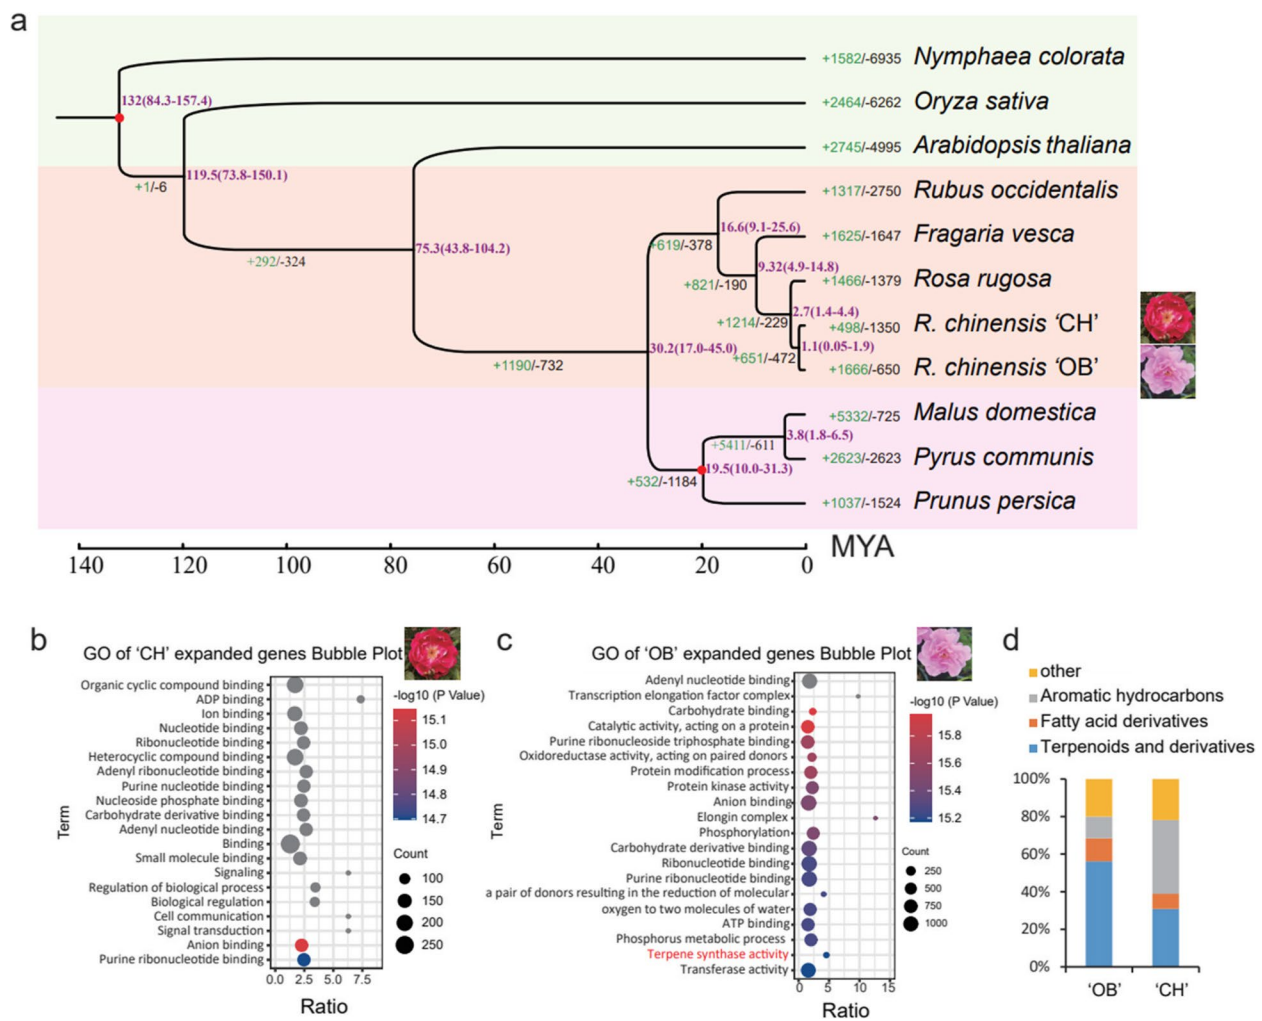 a
+1582/-6935 Nymphaea colorata
132(84.3-157.4)
+2464/-6262 Oryza sativa
+2745/-4995 Arabidopsis thaliana
119.5(73.8-150.1)
+1/-6
+1317/-2750 Rubus occidentalis
16.6(9.1-25.6)
+1625/-1647 Fragaria vesca
+619/-378
75.3(43.8-104.2)
+292/-324
9.32(4.9-14.8)
+1466/-1379 Rosa rugosa
+821/-190
2.7(1.4-4.4)
+1214/-229
+498/-1350 R. chinensis ‘CH’
30.2(17.0-45.0)
1.1(0.05-1.9)
+651/-472
+1190/-732
+1666/-650 R. chinensis ‘OB’
+5332/-725 Malus domestica
3.8(1.8-6.5)
+5411/-611
+2623/-2623 Pyrus communis
19.5(10.0-31.3)
+532/-1184
+1037/-1524 Prunus persica
140 120 100 80 60 40 20 0 MYA
b
GO of ‘CH’ expanded genes Bubble Plot
Term
Organic cyclic compound binding
ADP binding
Ion binding
Nucleotide binding
Ribonucleotide binding
Heterocyclic compound binding
Adenyl ribonucleotide binding
Purine nucleotide binding
Nucleoside phosphate binding
Carbohydrate derivative binding
Adenyl nucleotide binding
Binding
Small molecule binding
Signaling
Regulation of biological process
Biological regulation
Cell communication
Signal transduction
Anion binding
Purine ribonucleotide binding
0.0 2.5 5.0 7.5
Ratio
-log10 (P Value)
15.1
15.0
14.9
14.8
14.7
Count
100
150
200
250
c
GO of ‘OB’ expanded genes Bubble Plot
Term
Adenyl nucleotide binding
Transcription elongation factor complex
Carbohydrate binding
Catalytic activity, acting on a protein
Purine ribonucleoside triphosphate binding
Oxidoreductase activity, acting on paired donors
Protein modification process
Protein kinase activity
Anion binding
Elongin complex
Phosphorylation
Carbohydrate derivative binding
Ribonucleotide binding
Purine ribonucleotide binding
a pair of donors resulting in the reduction of molecular
oxygen to two molecules of water
ATP binding
Phosphorus metabolic process
Terpene synthase activity
Transferase activity
0 5 10 15
Ratio
-log10 (P Value)
15.8
15.6
15.4
15.2
Count
250
500
750
1000
d
other
Aromatic hydrocarbons
Fatty acid derivatives
Terpenoids and derivatives
100%
80%
60%
40%
20%
0%
‘OB’ ‘CH’